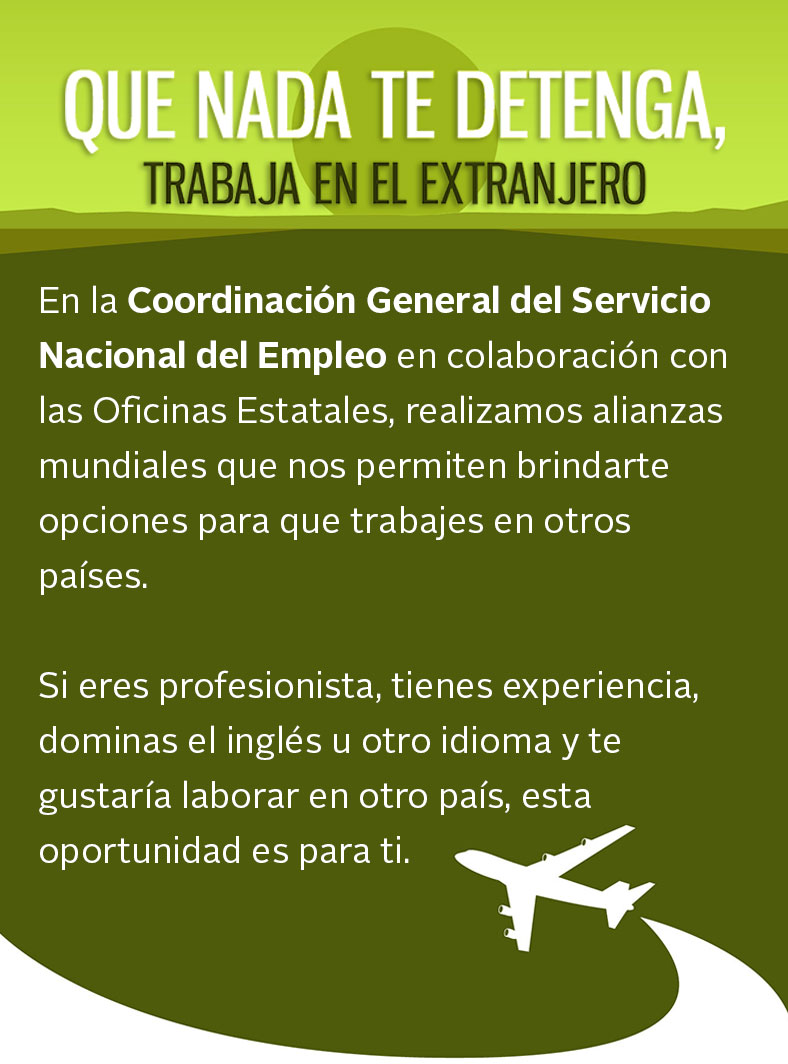 QUE NADA TE DETENGA,
TRABAJA EN EL EXTRANJERO
En la Coordinación General del Servicio
Nacional del Empleo en colaboración con
las Oficinas Estatales, realizamos alianzas
mundiales que nos permiten brindarte
opciones para que trabajes en otros
países.
Si eres profesionista, tienes experiencia,
dominas el inglés u otro idioma y te
gustaría laborar en otro país, esta
oportunidad es para ti.